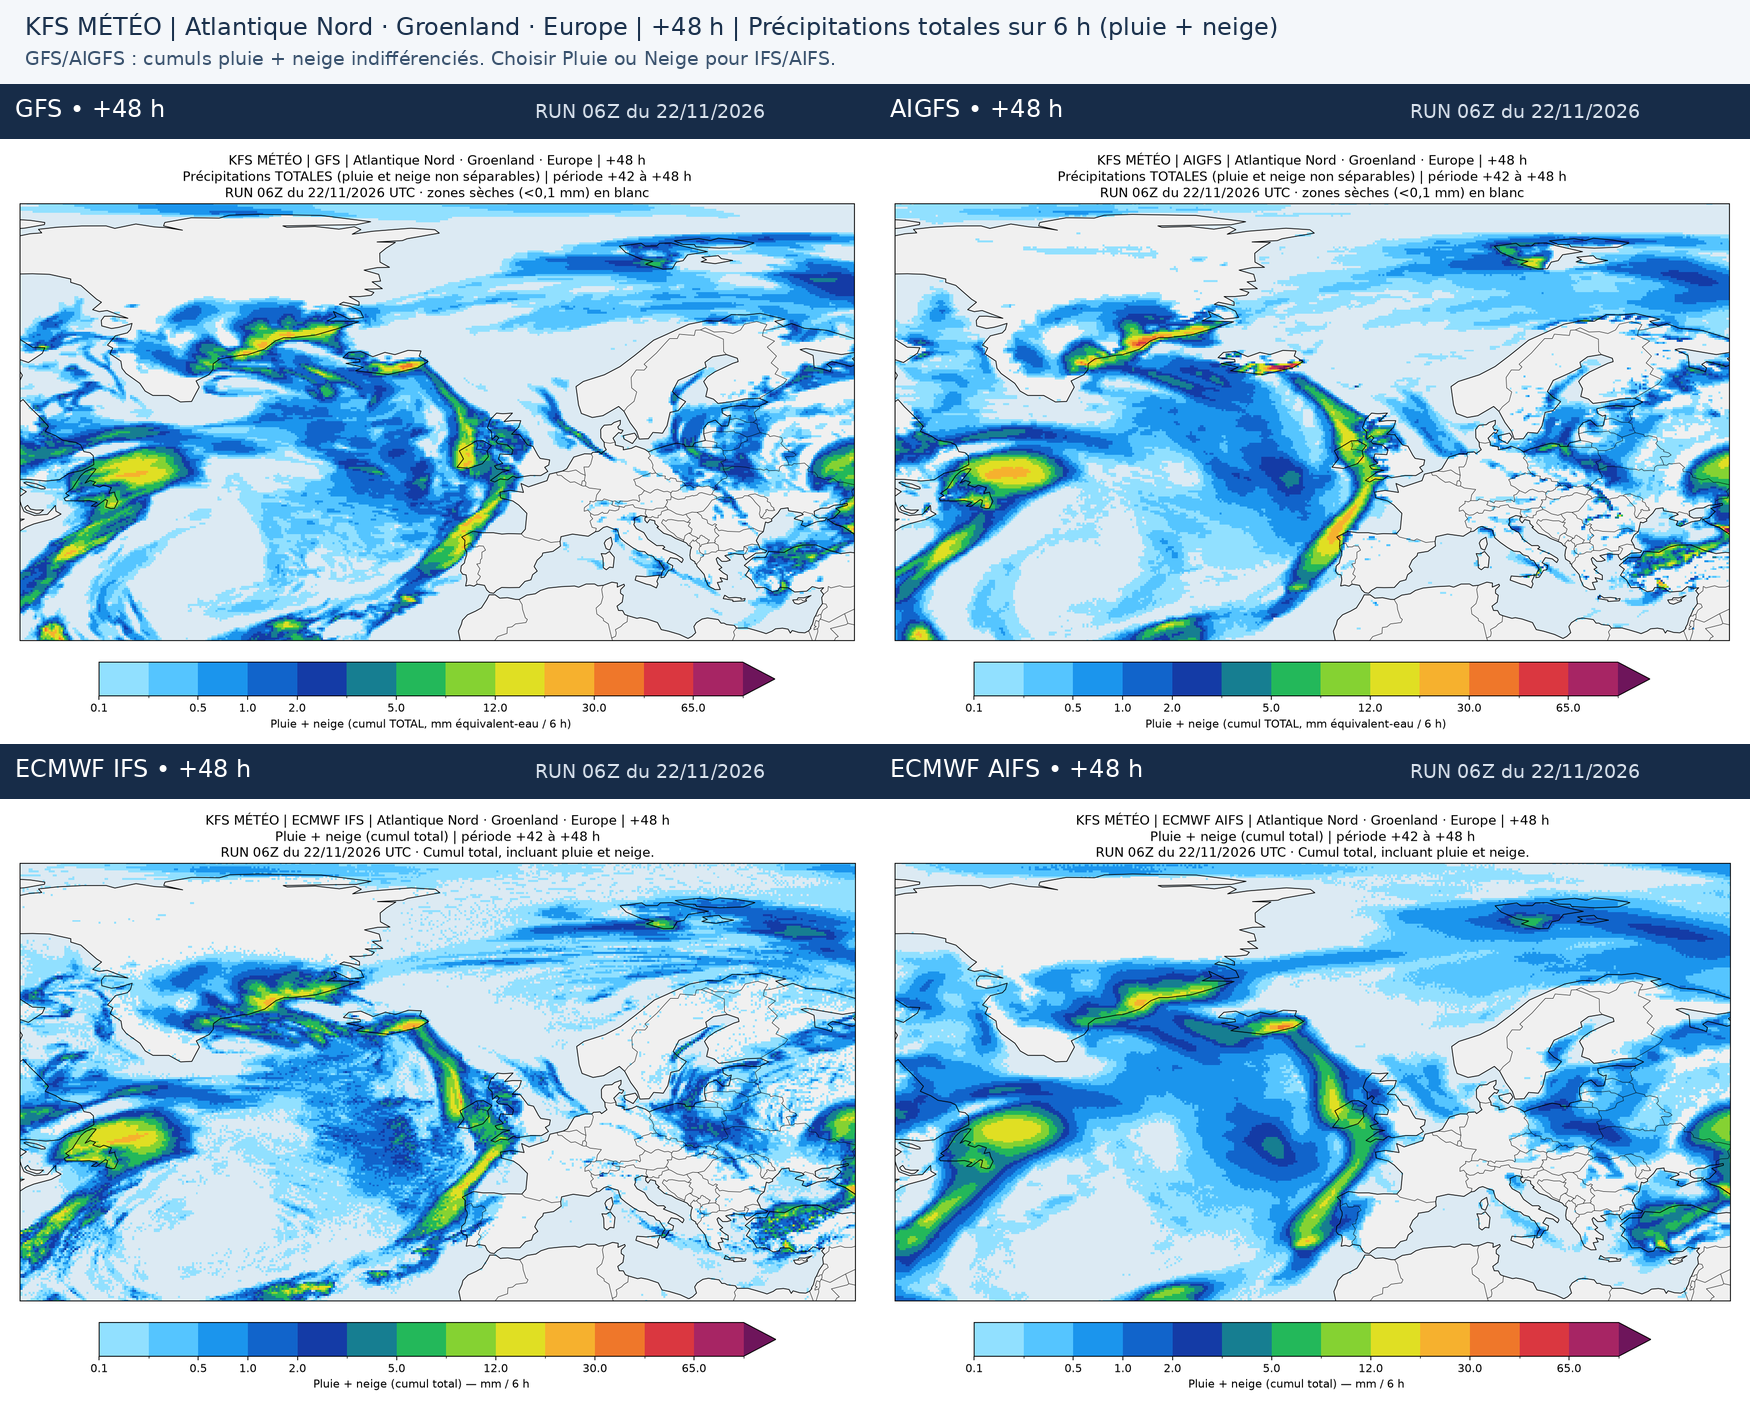 KFS MÉTÉO | Atlantique Nord · Groenland · Europe | +48 h | Précipitations totales sur 6 h (pluie + neige)
GFS/AIGFS : cumuls pluie + neige indifférenciés. Choisir Pluie ou Neige pour IFS/AIFS.
GFS • +48 h RUN 06Z du 22/11/2026
KFS MÉTÉO | GFS | Atlantique Nord · Groenland · Europe | +48 h
Précipitations TOTALES (pluie et neige non séparables) | période +42 à +48 h
RUN 06Z du 22/11/2026 UTC · zones sèches (<0,1 mm) en blanc
0.1 0.5 1.0 2.0 5.0 12.0 30.0 65.0
Pluie + neige (cumul TOTAL, mm équivalent-eau / 6 h)
AIGFS • +48 h RUN 06Z du 22/11/2026
KFS MÉTÉO | AIGFS | Atlantique Nord · Groenland · Europe | +48 h
Précipitations TOTALES (pluie et neige non séparables) | période +42 à +48 h
RUN 06Z du 22/11/2026 UTC · zones sèches (<0,1 mm) en blanc
0.1 0.5 1.0 2.0 5.0 12.0 30.0 65.0
Pluie + neige (cumul TOTAL, mm équivalent-eau / 6 h)
ECMWF IFS • +48 h RUN 06Z du 22/11/2026
KFS MÉTÉO | ECMWF IFS | Atlantique Nord · Groenland · Europe | +48 h
Pluie + neige (cumul total) | période +42 à +48 h
RUN 06Z du 22/11/2026 UTC · Cumul total, incluant pluie et neige.
0.1 0.5 1.0 2.0 5.0 12.0 30.0 65.0
Pluie + neige (cumul total) — mm / 6 h
ECMWF AIFS • +48 h RUN 06Z du 22/11/2026
KFS MÉTÉO | ECMWF AIFS | Atlantique Nord · Groenland · Europe | +48 h
Pluie + neige (cumul total) | période +42 à +48 h
RUN 06Z du 22/11/2026 UTC · Cumul total, incluant pluie et neige.
0.1 0.5 1.0 2.0 5.0 12.0 30.0 65.0
Pluie + neige (cumul total) — mm / 6 h